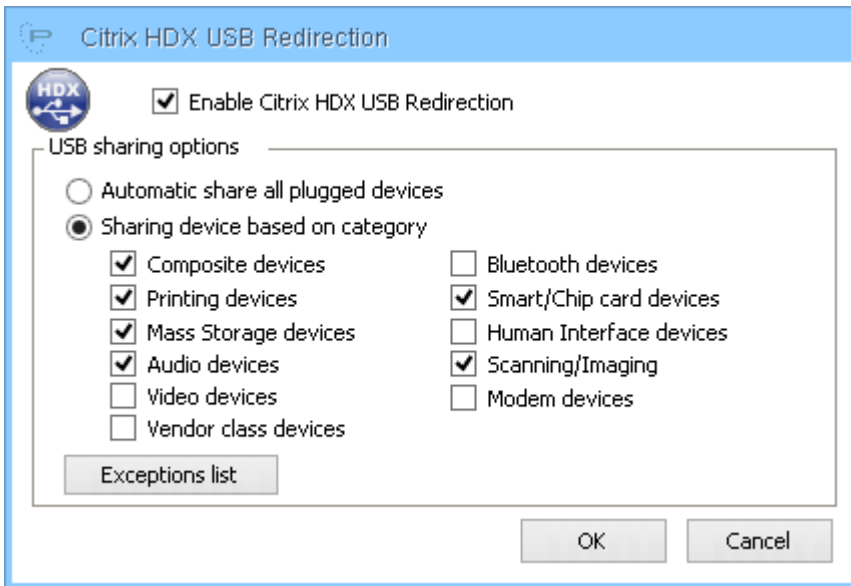 Citrix HDX USB Redirection
HDX
Enable Citrix HDX USB Redirection
USB sharing options
Automatic share all plugged devices
Sharing device based on category
Composite devices
Bluetooth devices
Printing devices
Smart/Chip card devices
Mass Storage devices
Human Interface devices
Audio devices
Scanning/Imaging
Video devices
Modem devices
Vendor class devices
Exceptions list
OK
Cancel